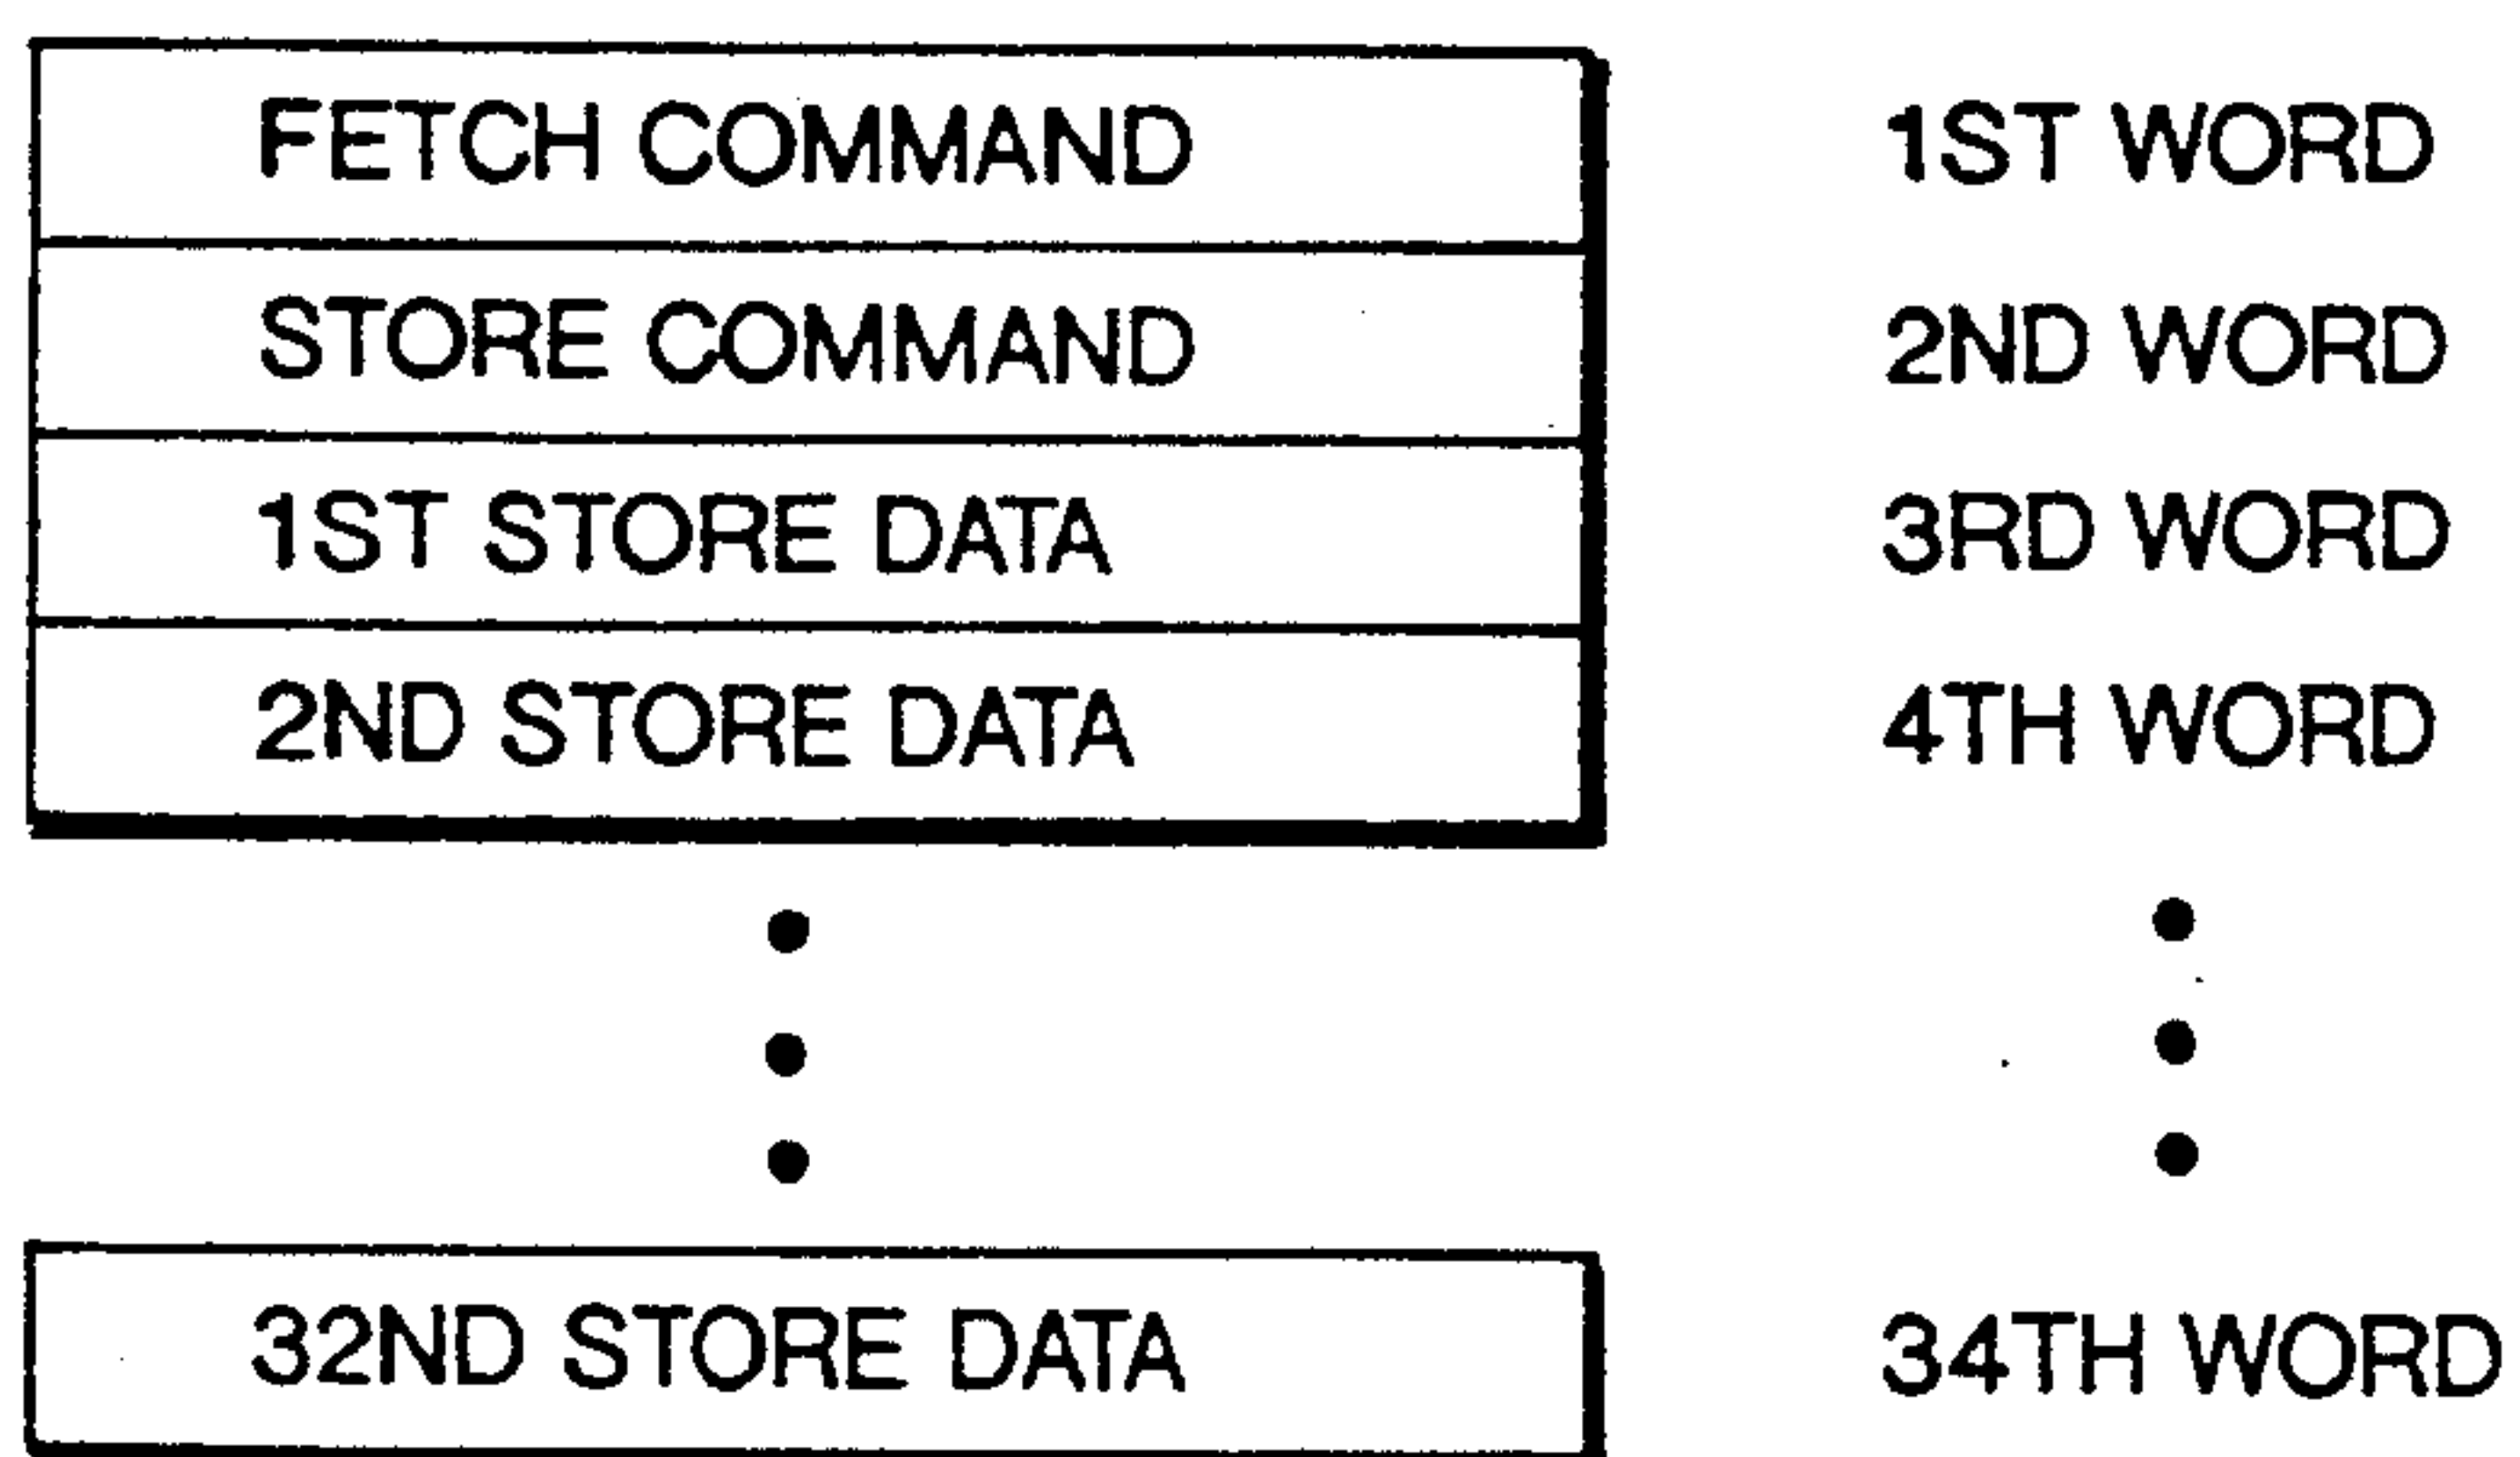 FETCH COMMAND 1ST WORD
STORE COMMAND 2ND WORD
1ST STORE DATA 3RD WORD
2ND STORE DATA 4TH WORD
32ND STORE DATA 34TH WORD